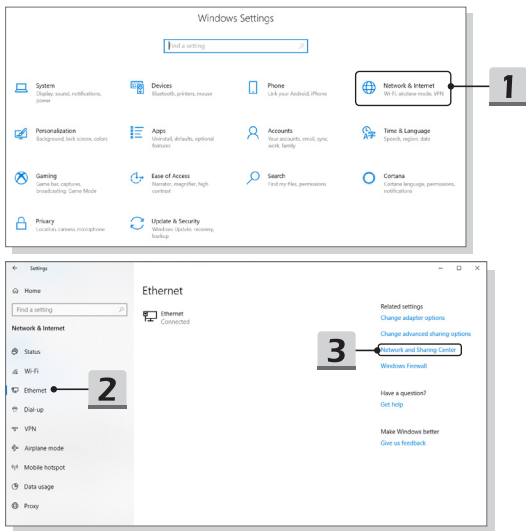 Windows Settings
Find a setting
System
Display, sound, notifications,
power
Devices
Bluetooth, printers, mouse
Phone
Link your Android, iPhone
Network & Internet
Wi-Fi, airplane mode, VPN
1
Personalization
Background, lock screen, colors
Apps
Uninstall, defaults, optional
features
Accounts
Your accounts, email, sync,
work, family
Time & Language
Speech, region, date
Gaming
Game bar, captures,
broadcasting, Game Mode
Ease of Access
Narrator, magnifier, high
contrast
Search
Find my files, permissions
Cortana
Cortana language, permissions,
notifications
Privacy
Location, camera, microphone
Update & Security
Windows Update, recovery,
backup
Settings
Home
Find a setting
Network & Internet
Status
Wi-Fi
Ethernet
2
Dial-up
VPN
Airplane mode
Mobile hotspot
Data usage
Proxy
Ethernet
Ethernet
Connected
Related settings
Change adapter options
Change advanced sharing options
3
Network and Sharing Center
Windows Firewall
Have a question?
Get help
Make Windows better
Give us feedback